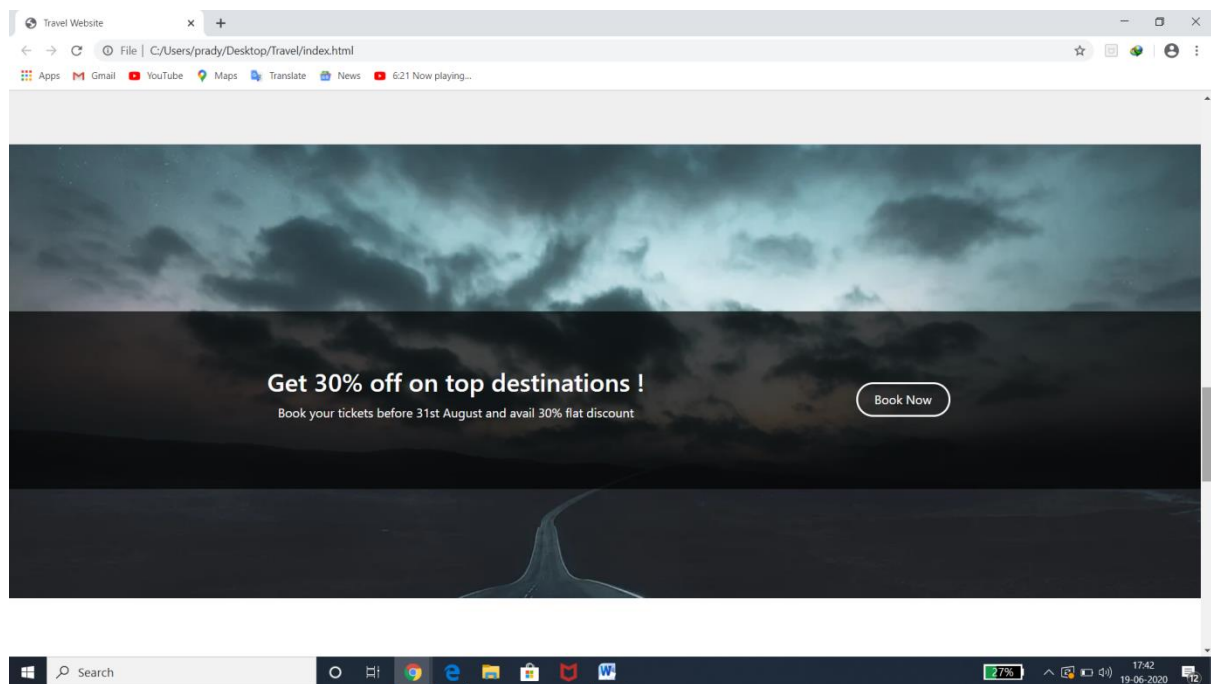 Travel Website
File | C:/Users/prady/Desktop/Travel/index.html
Apps Gmail YouTube Maps Translate News 6:21 Now playing...
Get 30% off on top destinations !
Book your tickets before 31st August and avail 30% flat discount
Book Now
Search
27%
17:42
19-06-2020
12